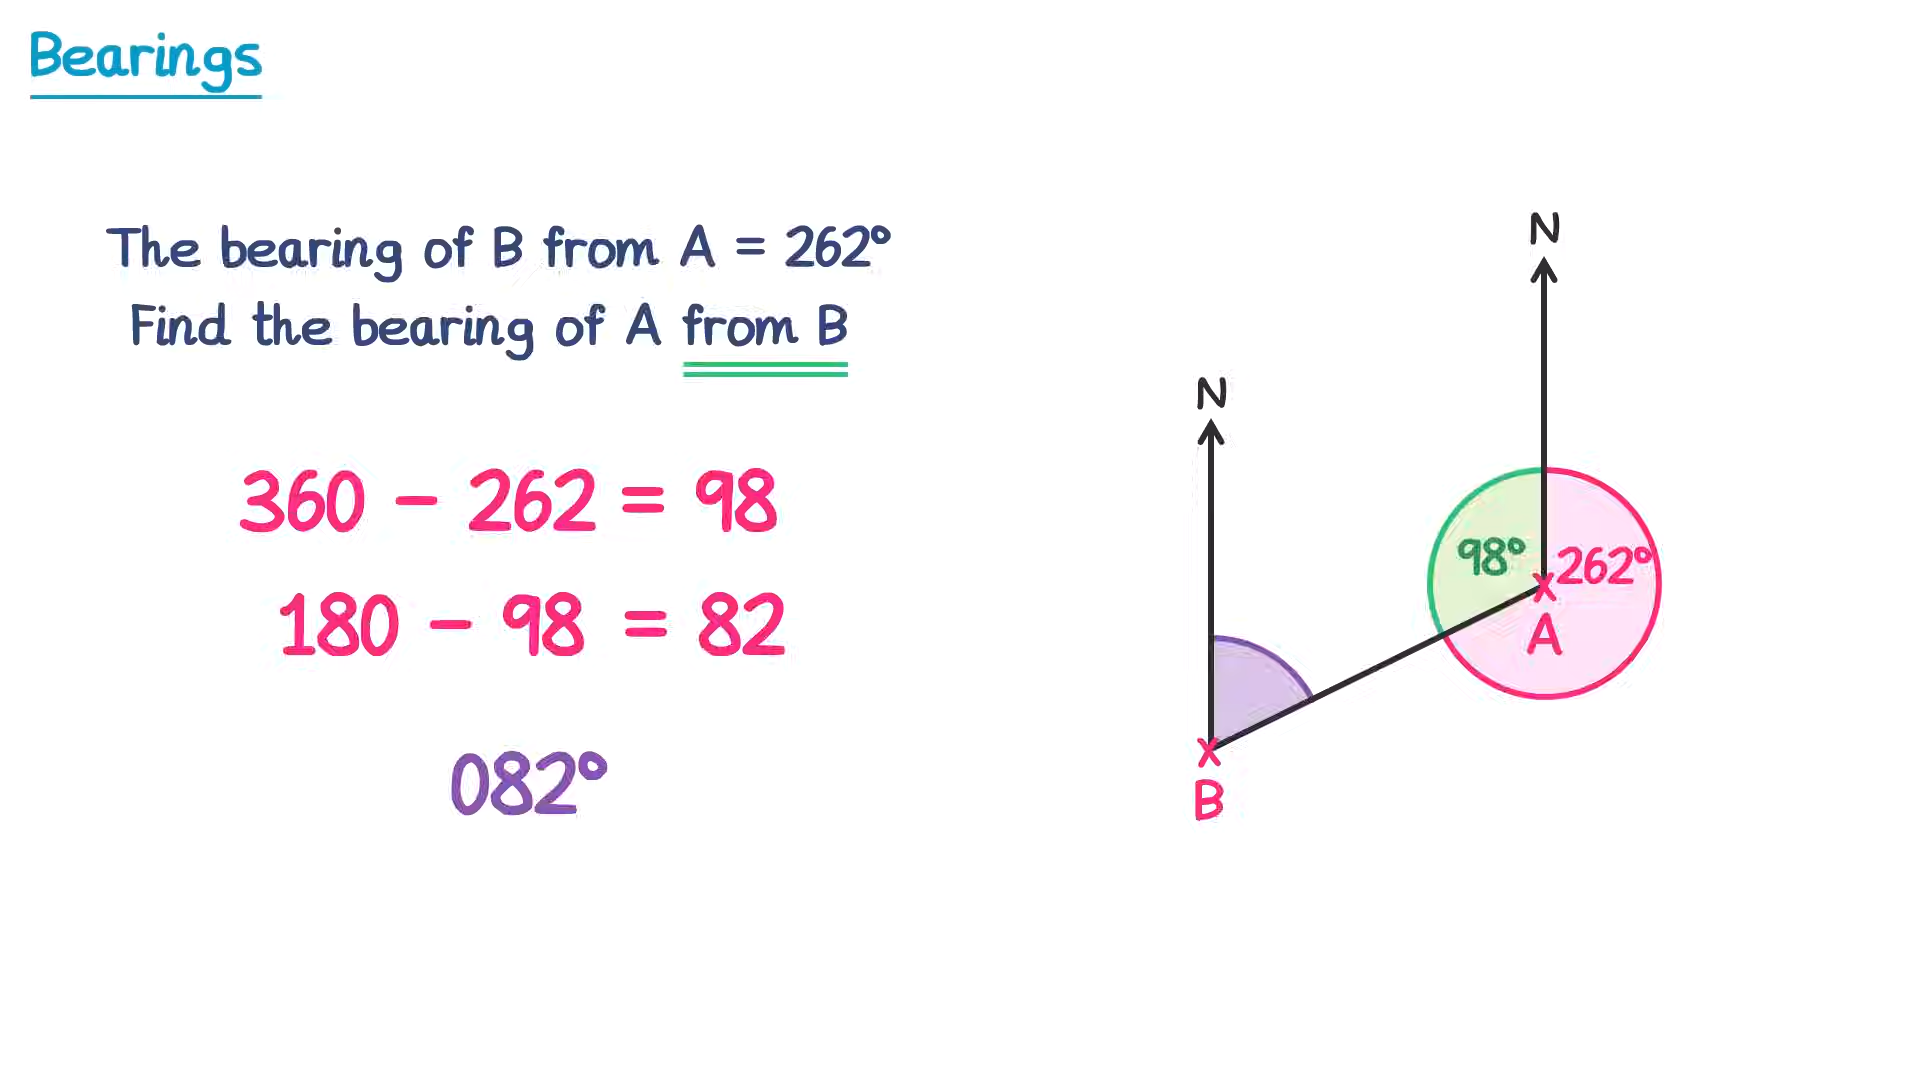 Bearings
The bearing of B from A = 262°
Find the bearing of A from B
360 − 262 = 98
180 − 98 = 82
082°
N
N
98°
262°
A
B